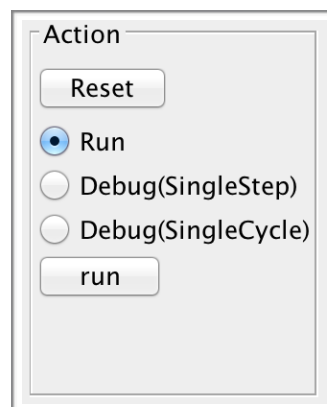 Action
Reset
Run
Debug(SingleStep)
Debug(SingleCycle)
run